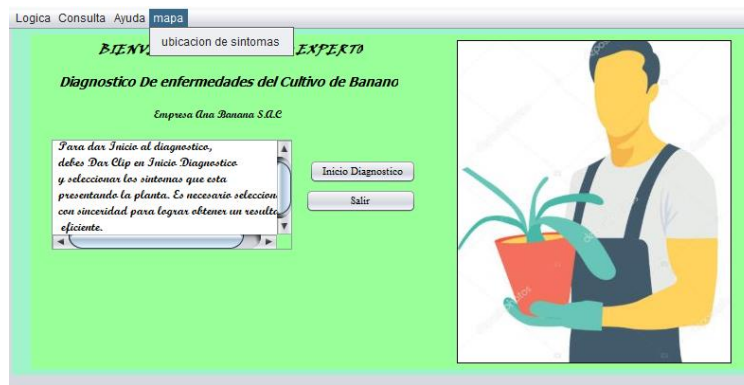 Logica Consulta Ayuda mapa
ubicacion de sintomas
EXPERTO
Diagnostico De enfermedades del Cultivo de Banano
Empresa Ana Banana S.A.C
Para dar Inicio al diagnostico,
debes Dar Clip en Inicio Diagnostico
y seleccionar los sintomas que esta
presentando la planta. Es necesario seleccion
con sinceridad para lograr obtener un resulta
eficiente.
Inicio Diagnostico
Salir